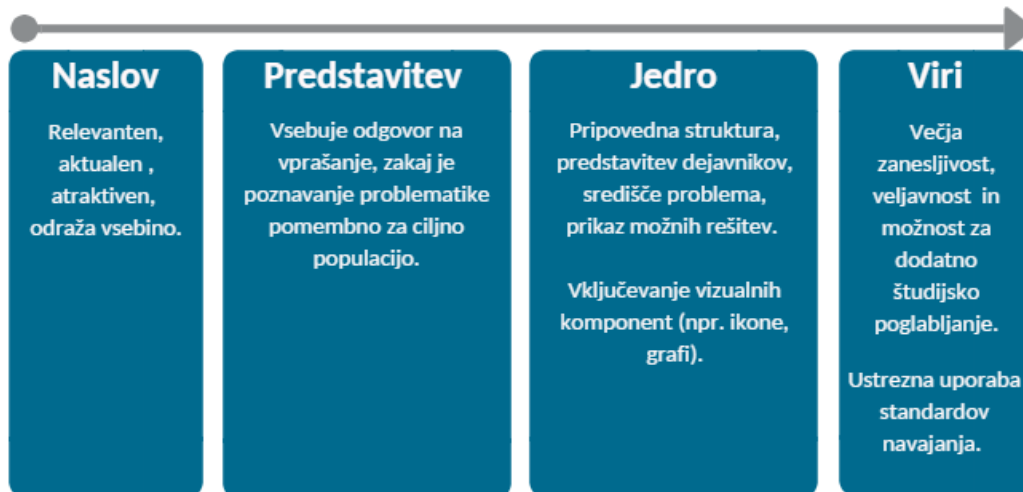 Naslov
Relevanten,
aktualen ,
atraktiven,
odraža vsebino.
Predstavitev
Vsebuje odgovor na
vprašanje, zakaj je
poznavanje problematike
pomembno za ciljno
populacijo.
Jedro
Pripovedna struktura,
predstavitev dejavnikov,
središče problema,
prikaz možnih rešitev.
Vključevanje vizualnih
komponent (npr. ikone,
grafi).
Viri
Večja
zanesljivost,
veljavnost in
možnost za
dodatno
študijsko
poglabljanje.
Ustrezna uporaba
standardov
navajanja.